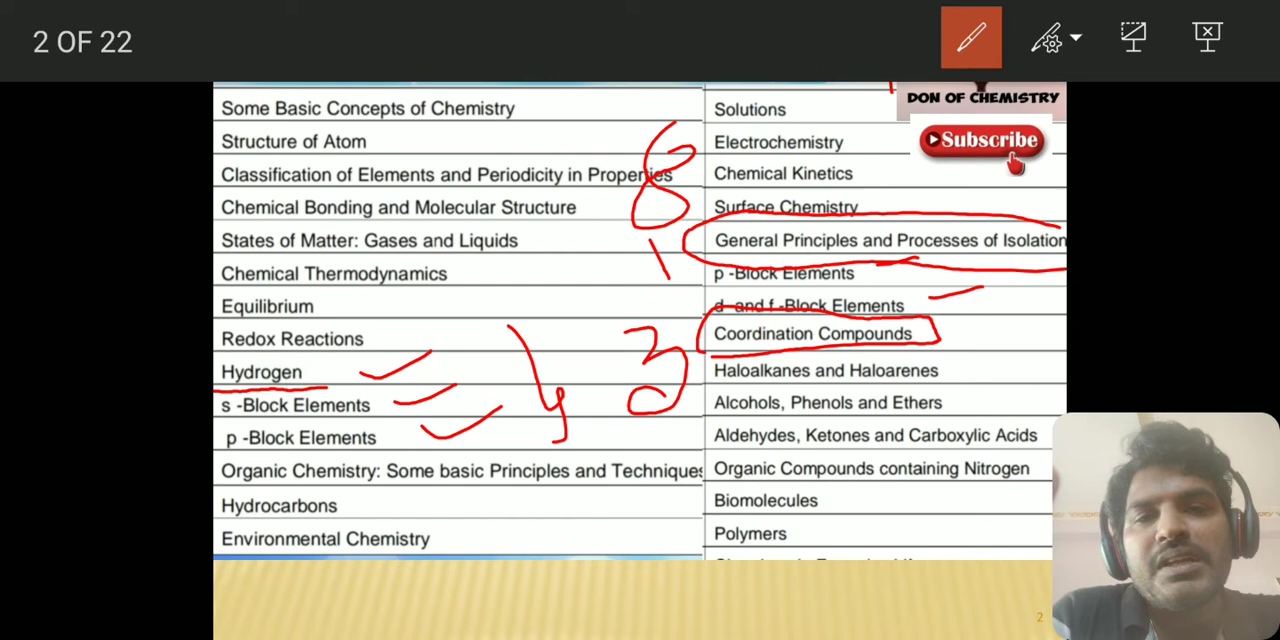 2 OF 22
Some Basic Concepts of Chemistry
Structure of Atom
Classification of Elements and Periodicity in Properties
Chemical Bonding and Molecular Structure
States of Matter: Gases and Liquids
Chemical Thermodynamics
Equilibrium
Redox Reactions
Hydrogen
s -Block Elements
p -Block Elements
Organic Chemistry: Some basic Principles and Techniques
Hydrocarbons
Environmental Chemistry
Solutions
Electrochemistry
Chemical Kinetics
Surface Chemistry
General Principles and Processes of Isolation
p -Block Elements
d -and f -Block Elements
Coordination Compounds
Haloalkanes and Haloarenes
Alcohols, Phenols and Ethers
Aldehydes, Ketones and Carboxylic Acids
Organic Compounds containing Nitrogen
Biomolecules
Polymers
DON OF CHEMISTRY
Subscribe
2